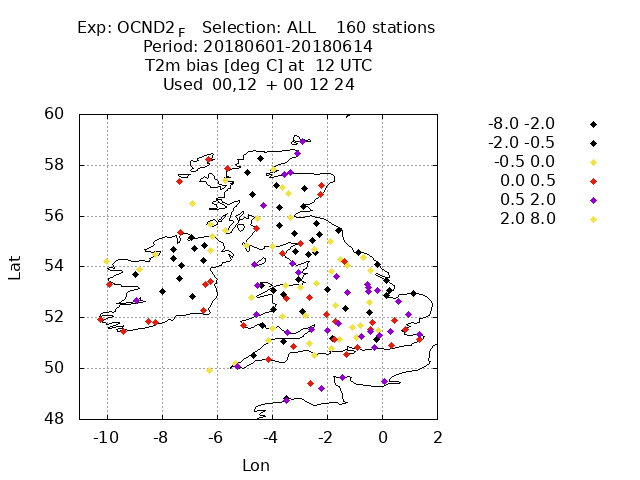 Exp: OCND2F Selection: ALL 160 stations
Period: 20180601-20180614
T2m bias [deg C] at 12 UTC
Used 00,12 + 00 12 24
60
58
56
54
52
50
48
-10 -8 -6 -4 -2 0 2
Lat
Lon
-8.0 -2.0
-2.0 -0.5
-0.5 0.0
0.0 0.5
0.5 2.0
2.0 8.0